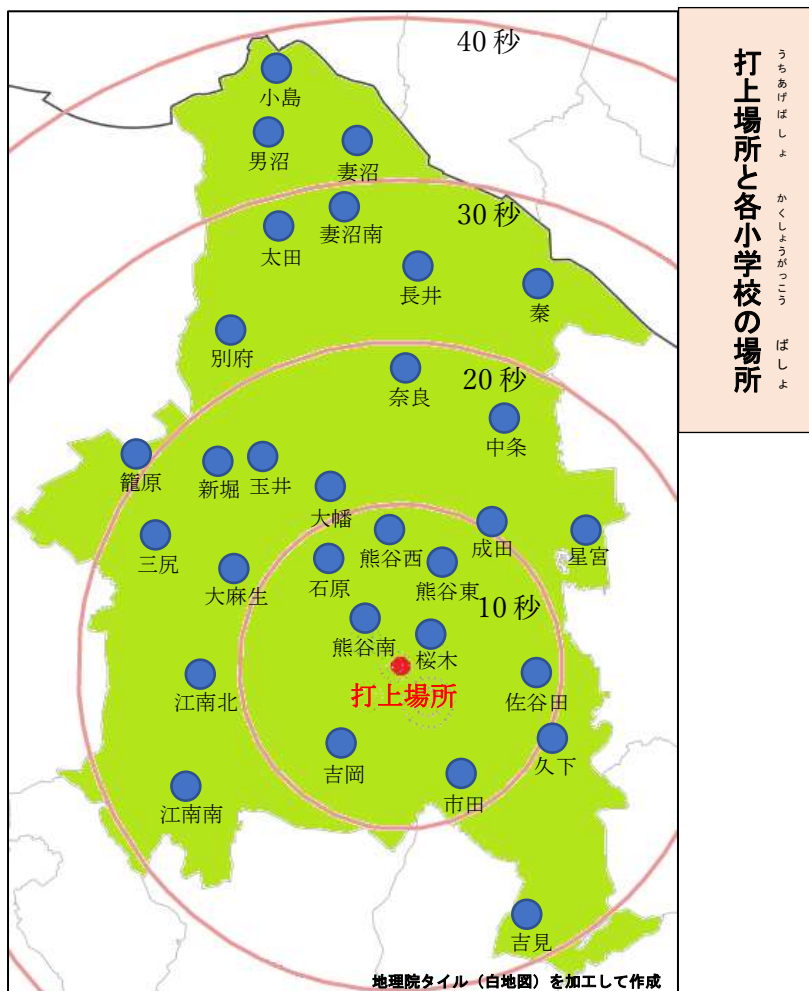 打上場所と各小学校の場所
うちあげばしょ かくしょうがっこう ばしょ
40秒
小島
男沼
妻沼
30秒
妻沼南
太田
長井
秦
別府
20秒
奈良
中条
籠原
新堀
玉井
大幡
三尻
大麻生
石原
熊谷西
成田
熊谷東
星宮
10秒
熊谷南
桜木
打上場所
江南北
佐谷田
吉岡
久下
市田
江南南
吉見
地理院タイル（白地図）を加工して作成